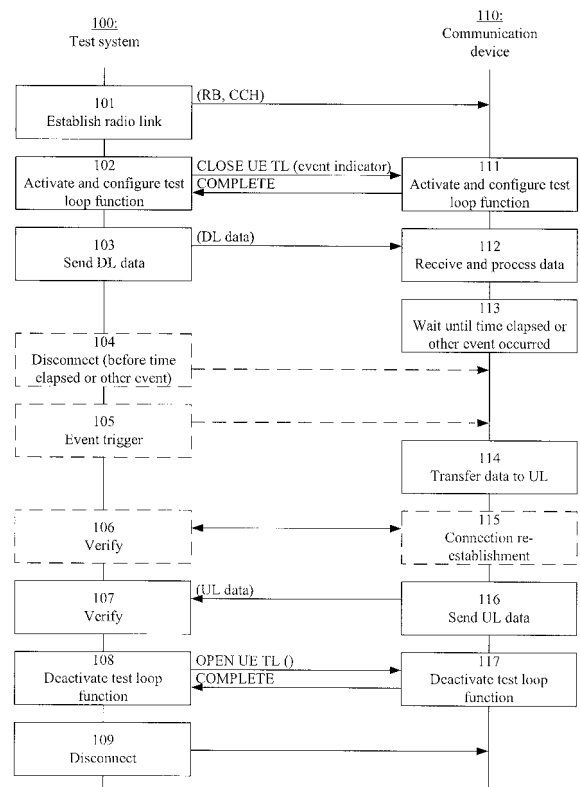 100:
Test system
110:
Communication
device
101
Establish radio link
(RB, CCH)
102
Activate and configure test
loop function
CLOSE UE TL (event indicator)
COMPLETE
111
Activate and configure test
loop function
103
Send DL data
(DL data)
112
Receive and process data
113
Wait until time elapsed or
other event occurred
104
Disconnect (before time
elapsed or other event)
105
Event trigger
114
Transfer data to UL
106
Verify
115
Connection re-
establishment
107
Verify
(UL data)
116
Send UL data
108
Deactivate test loop
function
OPEN UE TL ()
COMPLETE
117
Deactivate test loop
function
109
Disconnect